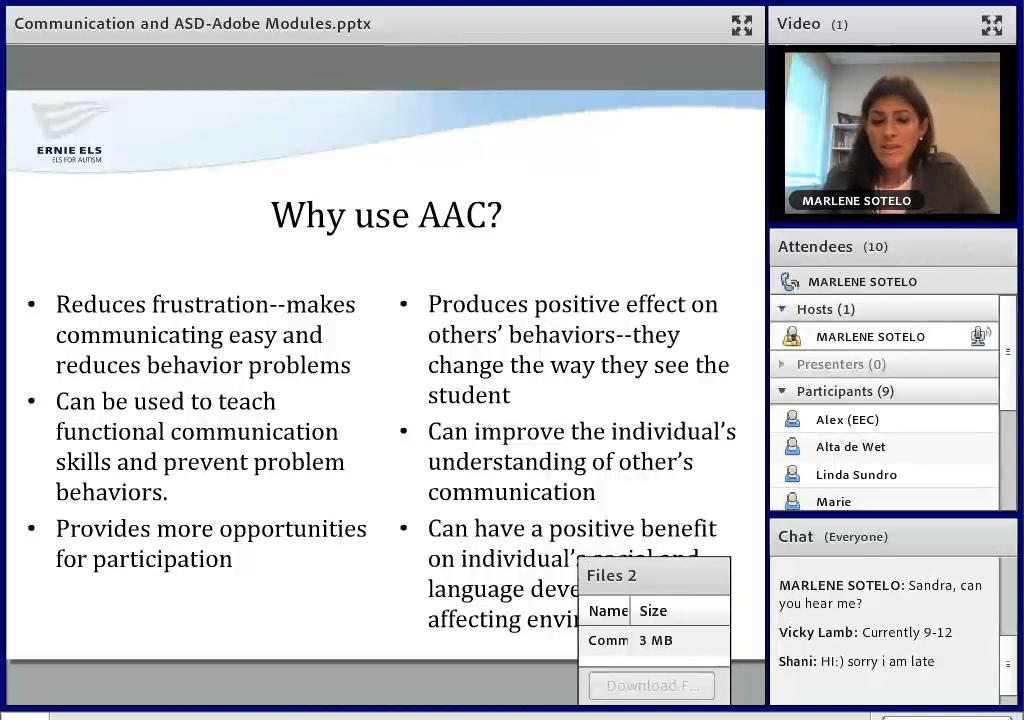 Communication and ASD-Adobe Modules.pptx
ERNIE ELS
ELS FOR AUTISM
Why use AAC?
• Reduces frustration--makes
communicating easy and
reduces behavior problems
• Can be used to teach
functional communication
skills and prevent problem
behaviors.
• Provides more opportunities
for participation
• Produces positive effect on
others’ behaviors--they
change the way they see the
student
• Can improve the individual’s
understanding of other’s
communication
• Can have a positive benefit
on individual’s social and
language deve
affecting envir
Files 2
Name Size
Comm 3 MB
Download F...
Video (1)
MARLENE SOTELO
Attendees (10)
MARLENE SOTELO
Hosts (1)
MARLENE SOTELO
Presenters (0)
Participants (9)
Alex (EEC)
Alta de Wet
Linda Sundro
Marie
Chat (Everyone)
MARLENE SOTELO: Sandra, can
you hear me?
Vicky Lamb: Currently 9-12
Shani: HI:) sorry i am late